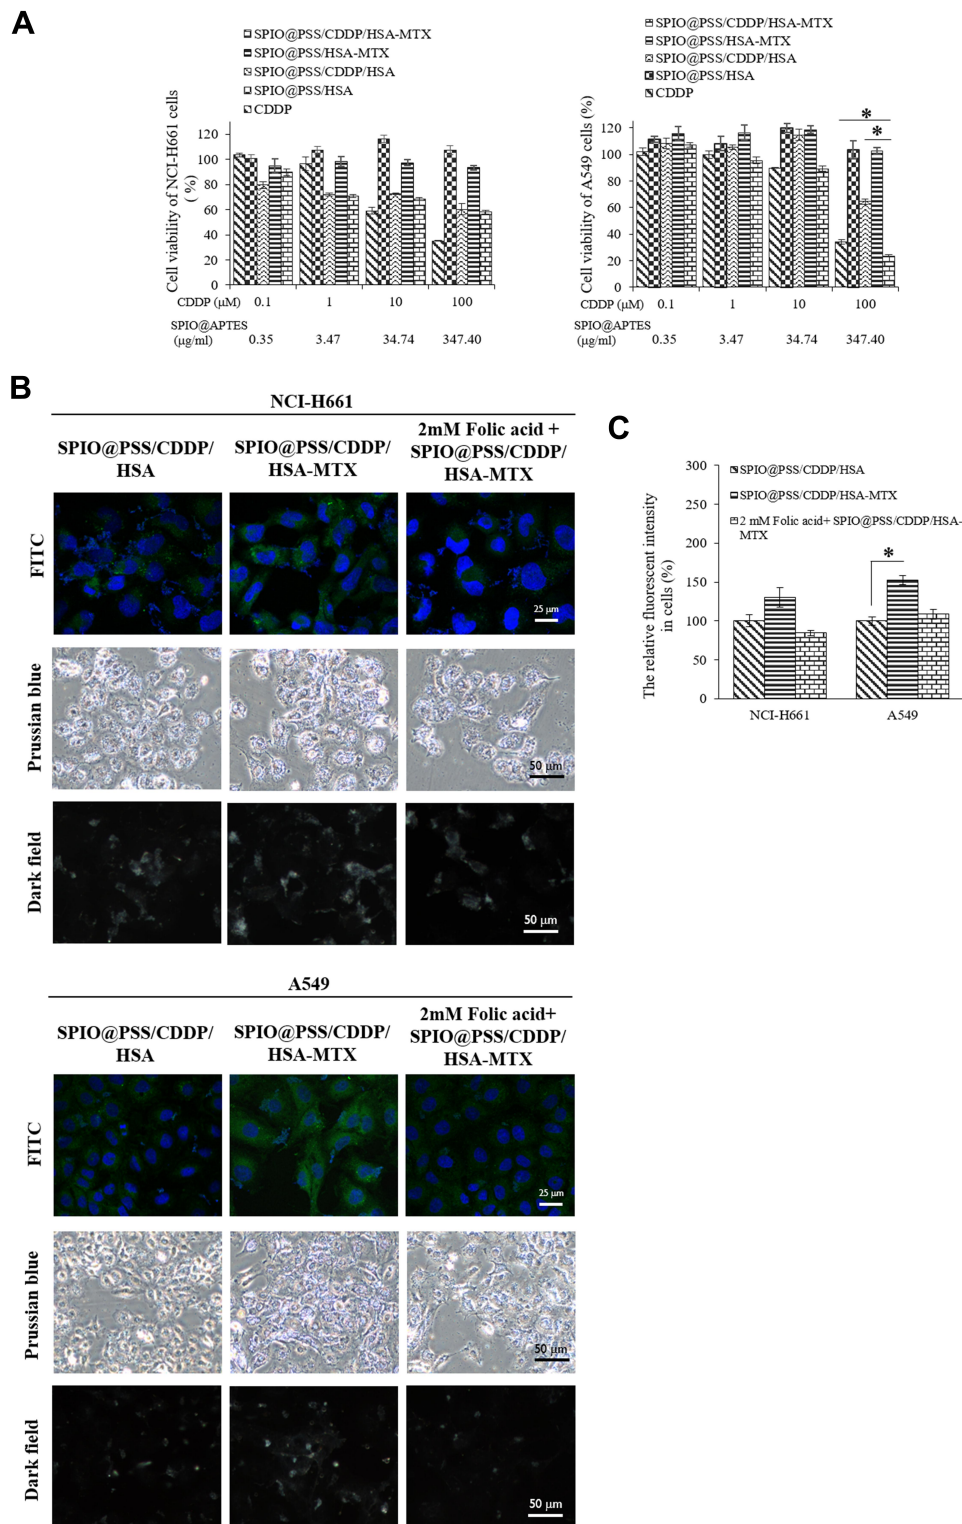 A
SPIO@PSS/CDDP/HSA-MTX
SPIO@PSS/HSA-MTX
SPIO@PSS/CDDP/HSA
SPIO@PSS/HSA
CDDP
Cell viability of NCI-H661 cells
( %)
120
100
80
60
40
20
0
CDDP (μM) 0.1 1 10 100
SPIO@APTES
(μg/ml) 0.35 3.47 34.74 347.40
SPIO@PSS/CDDP/HSA-MTX
SPIO@PSS/HSA-MTX
SPIO@PSS/CDDP/HSA
SPIO@PSS/HSA
CDDP
Cell viability of A549 cells (%)
120
100
80
60
40
20
0
*
*
CDDP (μM) 0.1 1 10 100
SPIO@APTES
(μg/ml) 0.35 3.47 34.74 347.40
B
NCI-H661
SPIO@PSS/CDDP/
HSA
SPIO@PSS/CDDP/
HSA-MTX
2mM Folic acid +
SPIO@PSS/CDDP/
HSA-MTX
FITC
25 μm
Prussian blue
50 μm
Dark field
50 μm
A549
SPIO@PSS/CDDP/
HSA
SPIO@PSS/CDDP/
HSA-MTX
2mM Folic acid+
SPIO@PSS/CDDP/
HSA-MTX
FITC
25 μm
Prussian blue
50 μm
Dark field
50 μm
C
The relative fluorescent intensity
in cells (%)
300
250
200
150
100
50
0
SPIO@PSS/CDDP/HSA
SPIO@PSS/CDDP/HSA-MTX
2 mM Folic acid+ SPIO@PSS/CDDP/HSA-
MTX
*
NCI-H661 A549